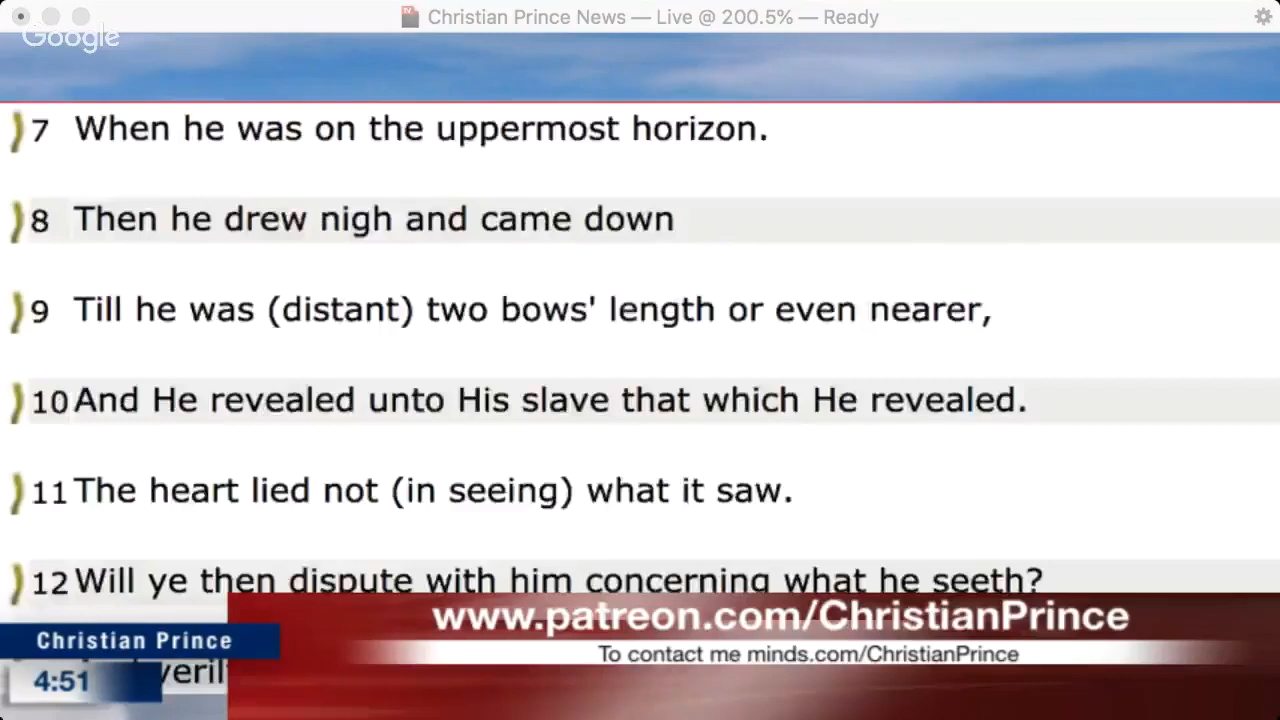 Christian Prince News — Live @ 200.5% — Ready
Google
7 When he was on the uppermost horizon.
8 Then he drew nigh and came down
9 Till he was (distant) two bows' length or even nearer,
10 And He revealed unto His slave that which He revealed.
11 The heart lied not (in seeing) what it saw.
12 Will ye then dispute with him concerning what he seeth?
www.patreon.com/ChristianPrince
Christian Prince
To contact me minds.com/ChristianPrince
4:51